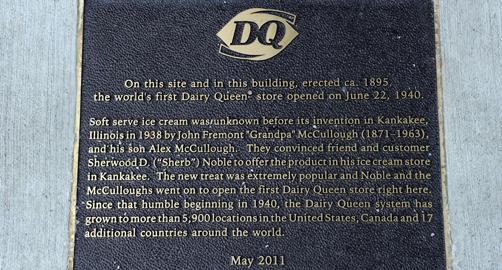 DQ
On this site and in this building, erected ca. 1895,
the world's first Dairy Queen® store opened on June 22, 1940.
Soft serve ice cream was unknown before its invention in Kankakee,
Illinois in 1938 by John Fremont "Grandpa" McCullough (1871-1963),
and his son Alex McCullough. They convinced friend and customer
Sherwood D. ("Sherb") Noble to offer the product in his ice cream store
in Kankakee. The new treat was extremely popular and Noble and the
McCulloughs went on to open the first Dairy Queen store right here.
Since that humble beginning in 1940, the Dairy Queen system has
grown to more than 5,900 locations in the United States, Canada and 17
additional countries around the world.
May 2011